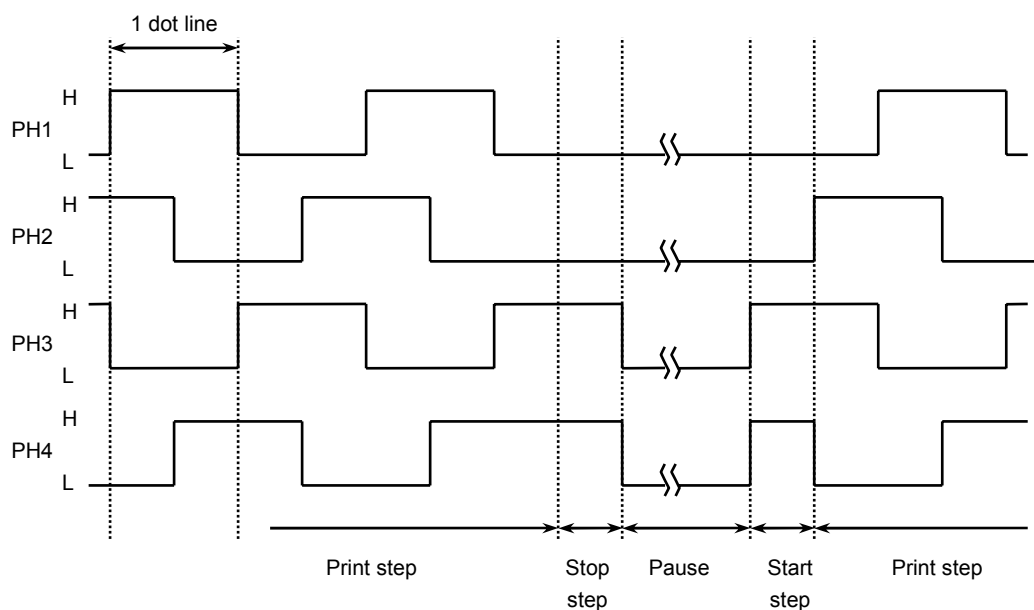 1 dot line
H
PH1
L
H
PH2
L
H
PH3
L
H
PH4
L
Print step
Stop
step
Pause
Start
step
Print step